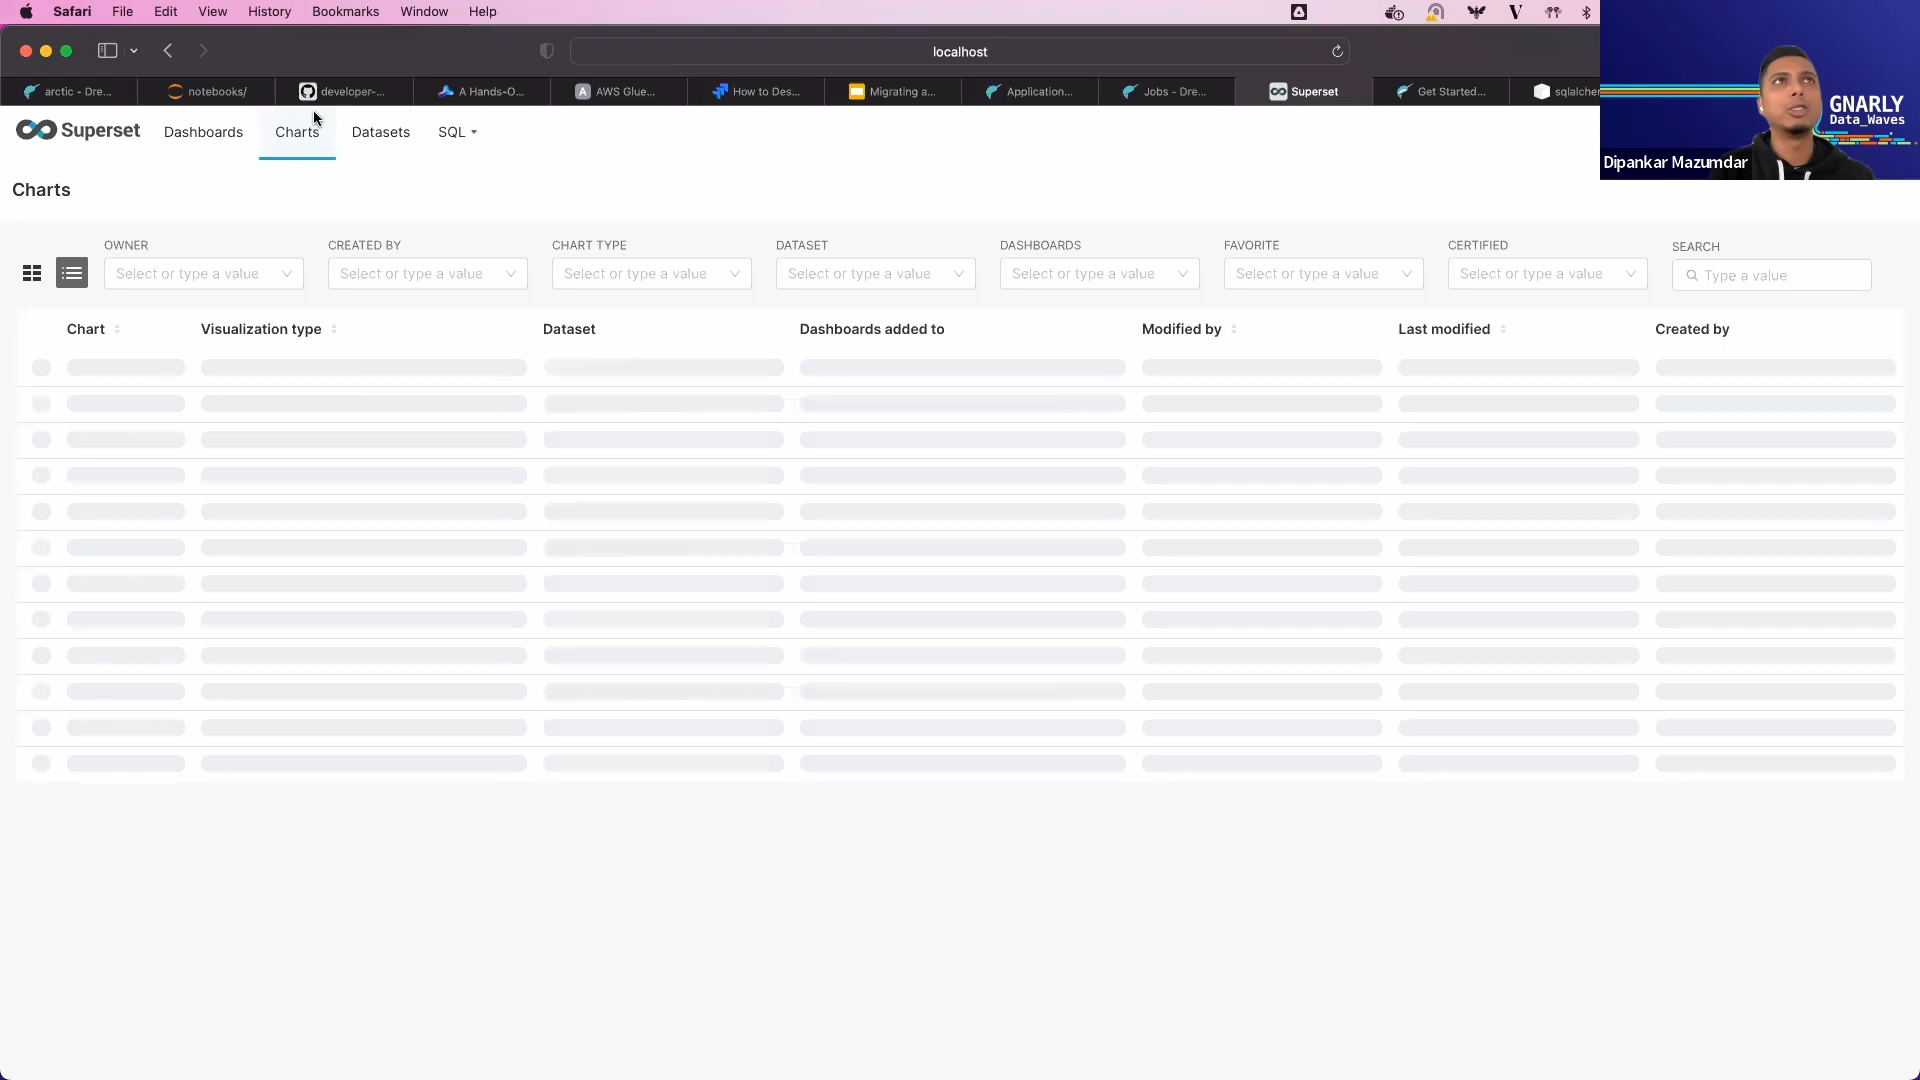 Safari File Edit View History Bookmarks Window Help
localhost
arctic - Dre... notebooks/ developer-... A Hands-O... AWS Glue... How to Des... Migrating a... Application... Jobs - Dre... Superset Get Started... sqlalche
Superset Dashboards Charts Datasets SQL
GNARLY
Data_Waves
Dipankar Mazumdar
Charts
OWNER CREATED BY CHART TYPE DATASET DASHBOARDS FAVORITE CERTIFIED SEARCH
Select or type a value Select or type a value Select or type a value Select or type a value Select or type a value Select or type a value Select or type a value Type a value
Chart Visualization type Dataset Dashboards added to Modified by Last modified Created by